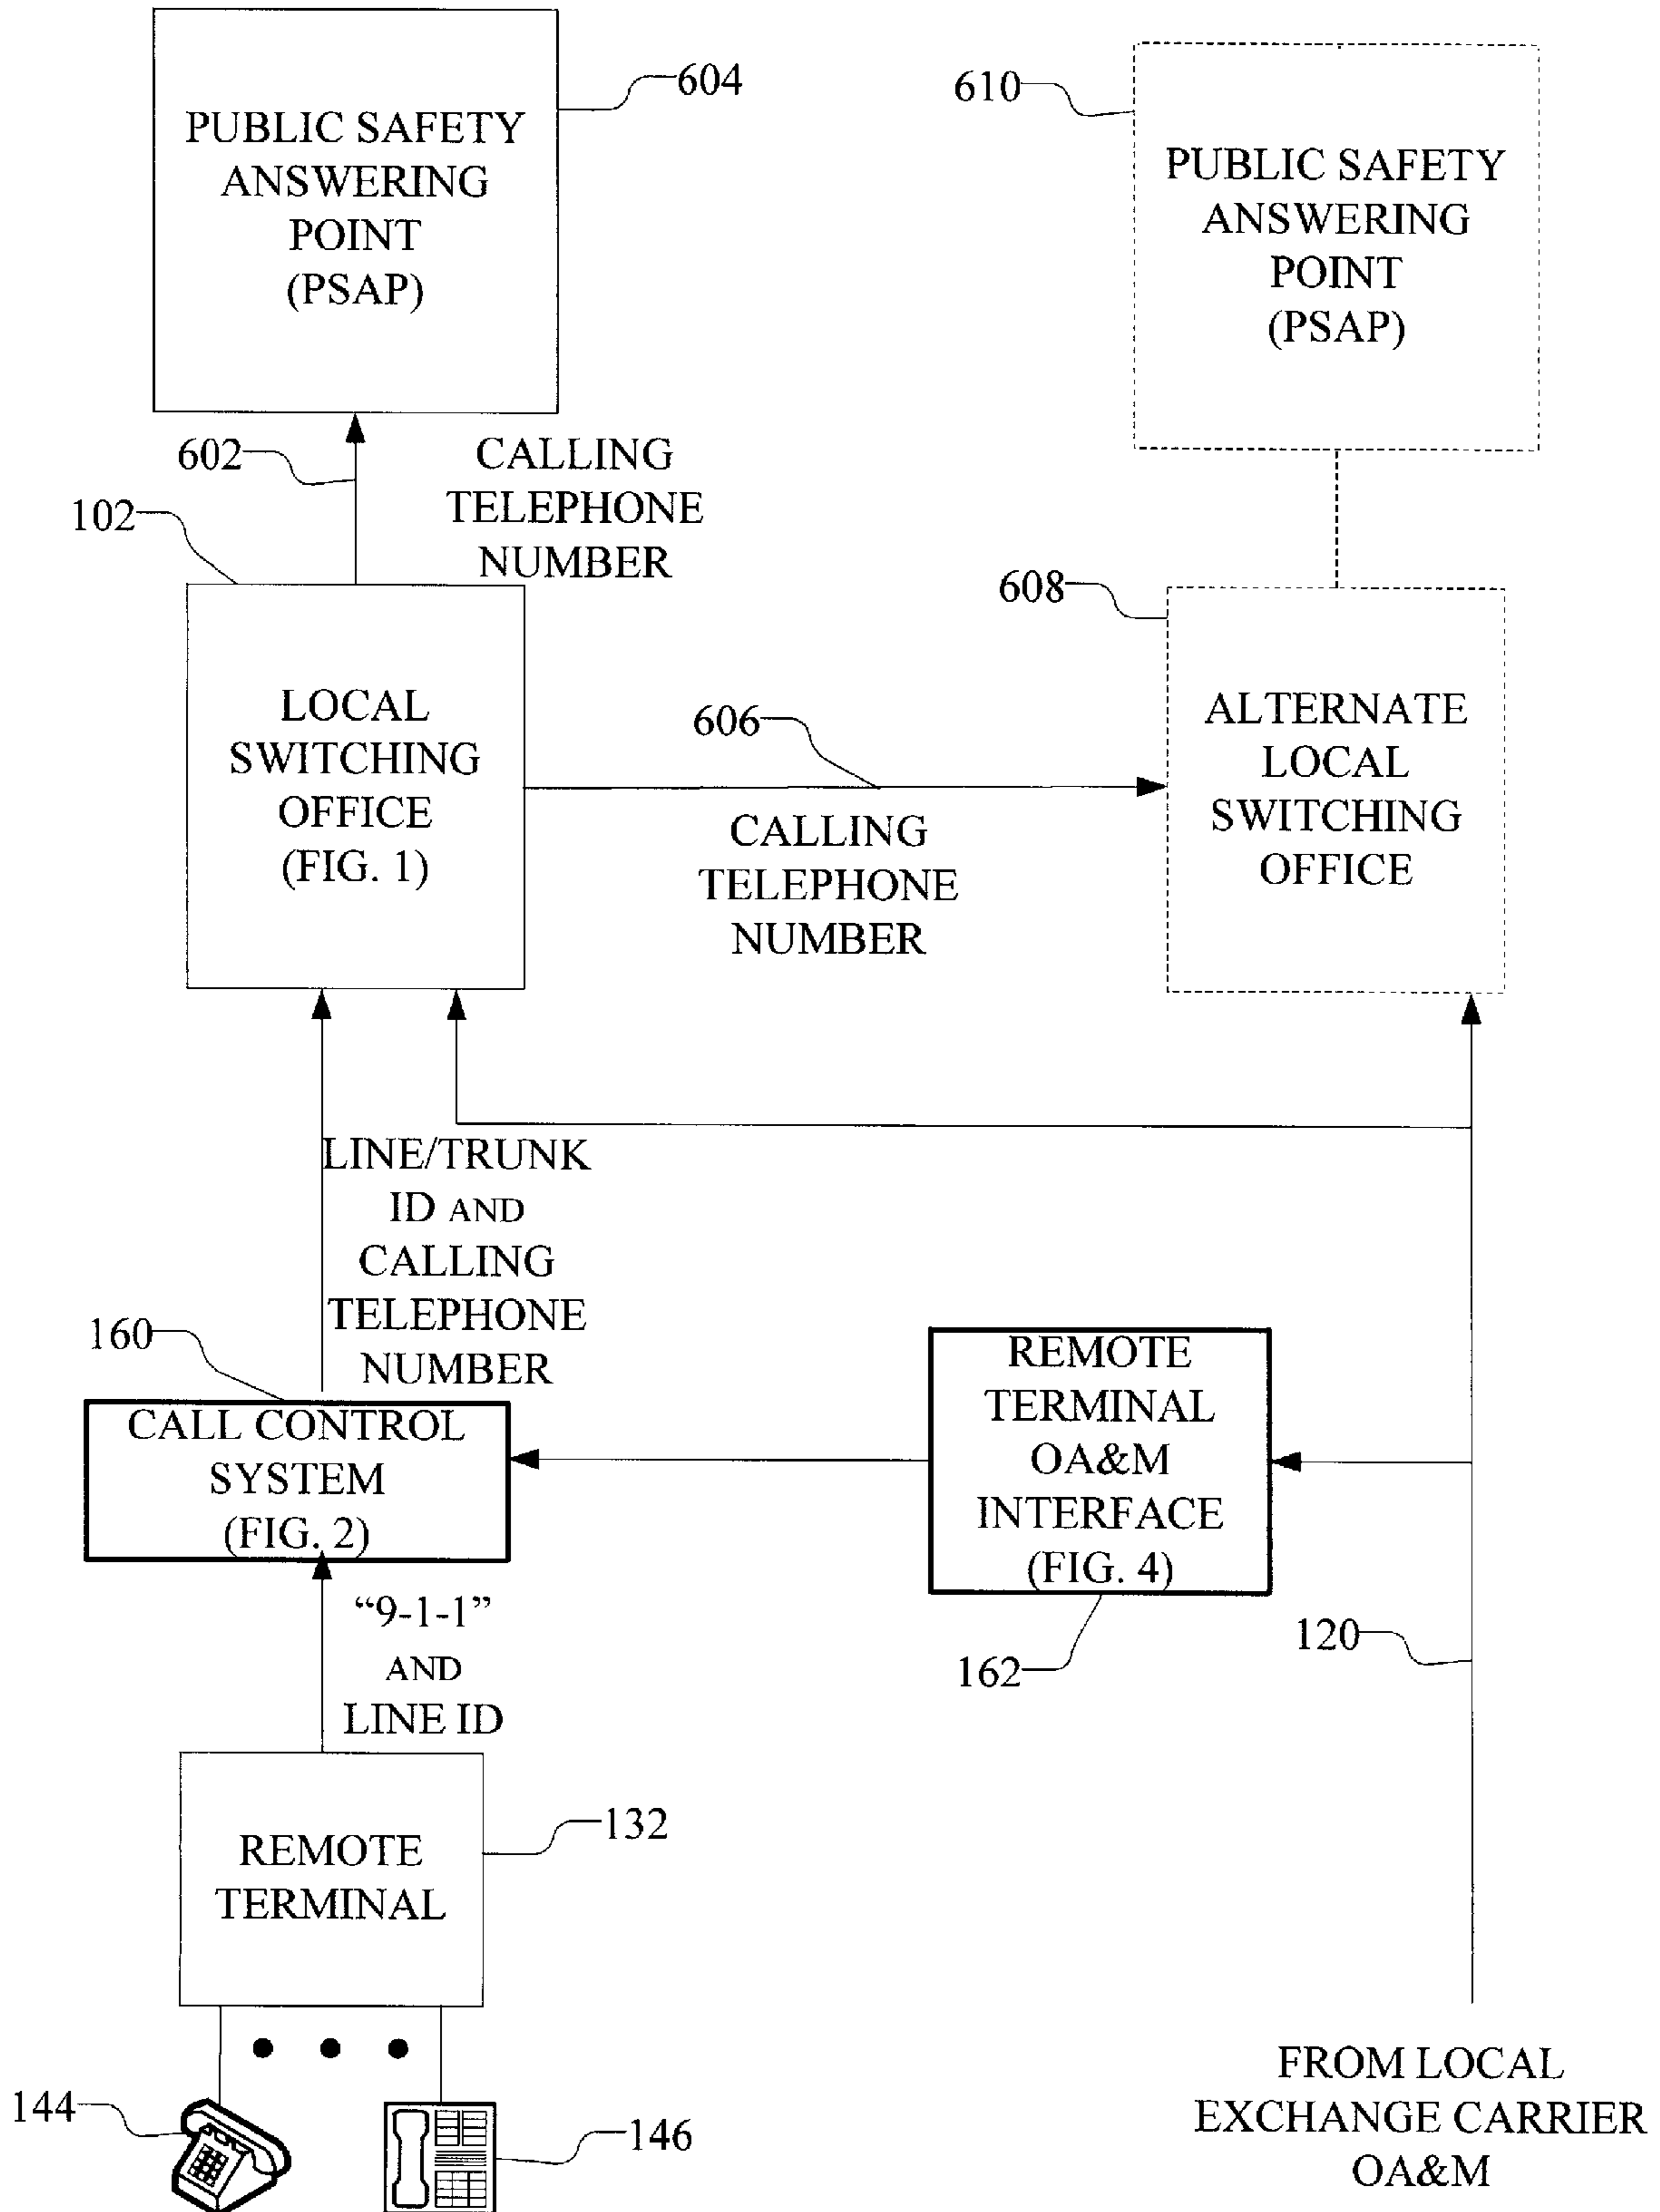 604
PUBLIC SAFETY
ANSWERING
POINT
(PSAP)
610
PUBLIC SAFETY
ANSWERING
POINT
(PSAP)
602
CALLING
TELEPHONE
NUMBER
102
LOCAL
SWITCHING
OFFICE
(FIG. 1)
606
CALLING
TELEPHONE
NUMBER
608
ALTERNATE
LOCAL
SWITCHING
OFFICE
LINE/TRUNK
ID AND
CALLING
TELEPHONE
NUMBER
160
CALL CONTROL
SYSTEM
(FIG. 2)
REMOTE
TERMINAL
OA&M
INTERFACE
(FIG. 4)
162
120
“9-1-1”
AND
LINE ID
REMOTE
TERMINAL
132
144
146
FROM LOCAL
EXCHANGE CARRIER
OA&M